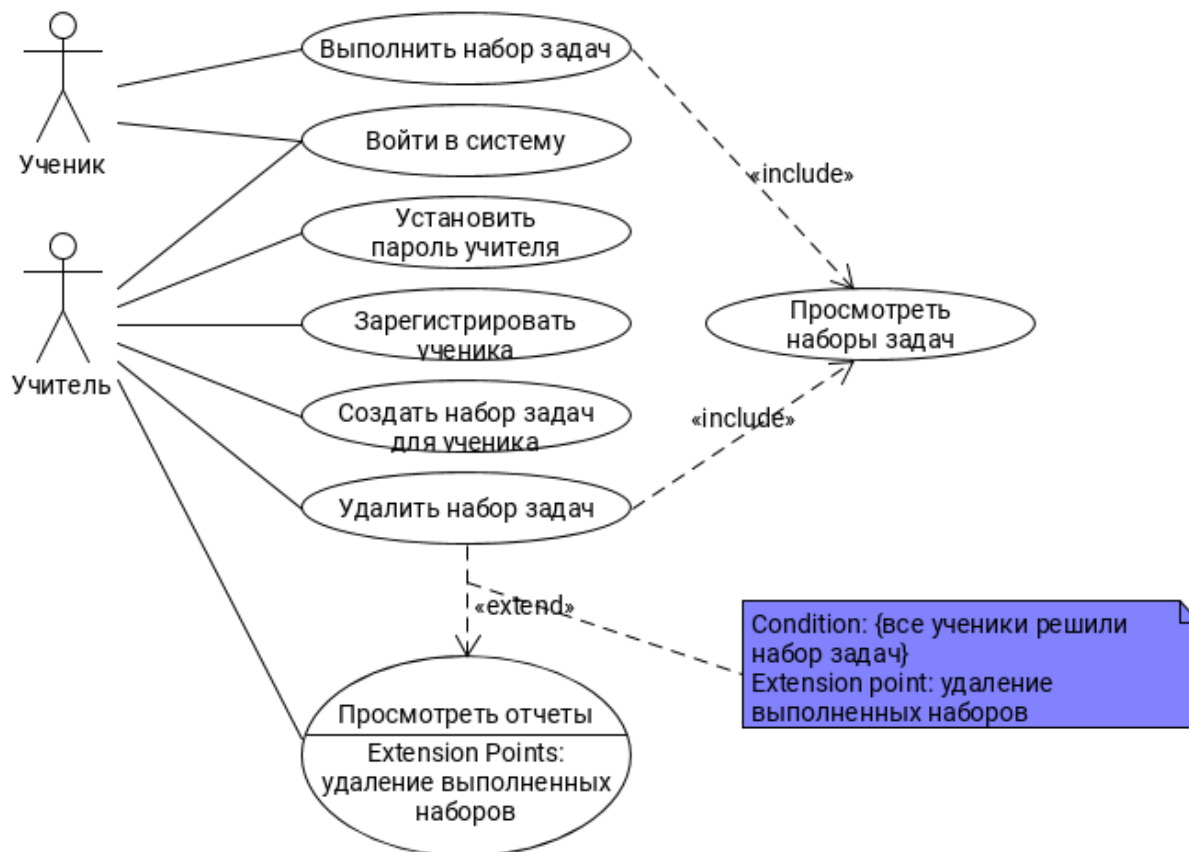 Выполнить набор задач
Войти в систему
Ученик
«include»
Установить
пароль учителя
Просмотреть
наборы задач
Зарегистрировать
ученика
Учитель
Создать набор задач
для ученика
«include»
Удалить набор задач
«extend»
Condition: {все ученики решили
набор задач}
Extension point: удаление
выполненных наборов
Просмотреть отчеты
Extension Points:
удаление выполненных
наборов